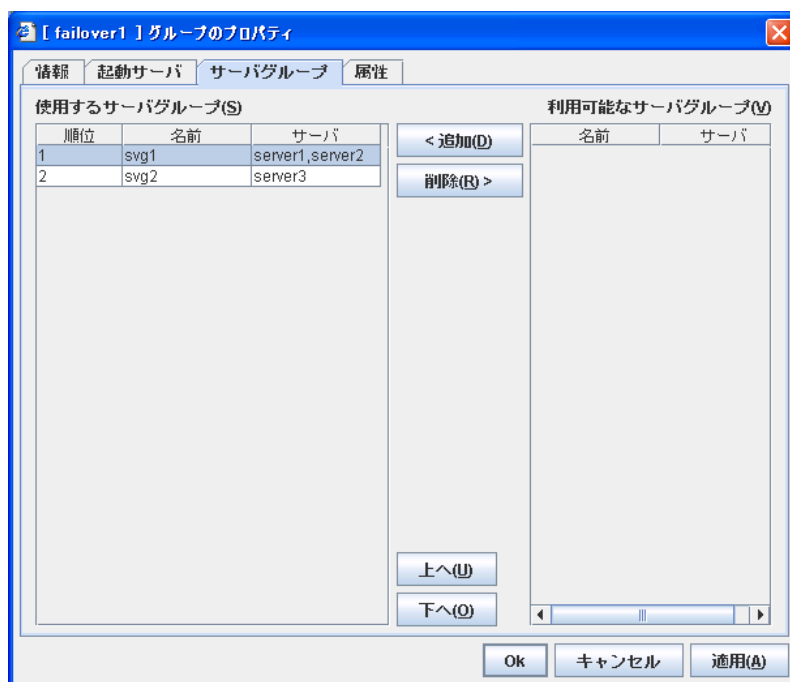 [ failover1 ] グループのプロパティ
情報 起動サーバ サーバグループ 属性
使用するサーバグループ(S) 利用可能なサーバグループ(V)
順位 名前 サーバ < 追加(D) 名前 サーバ
1 svg1 server1,server2
2 svg2 server3 削除(R) >
上へ(U)
下へ(O)
Ok キャンセル 適用(A)